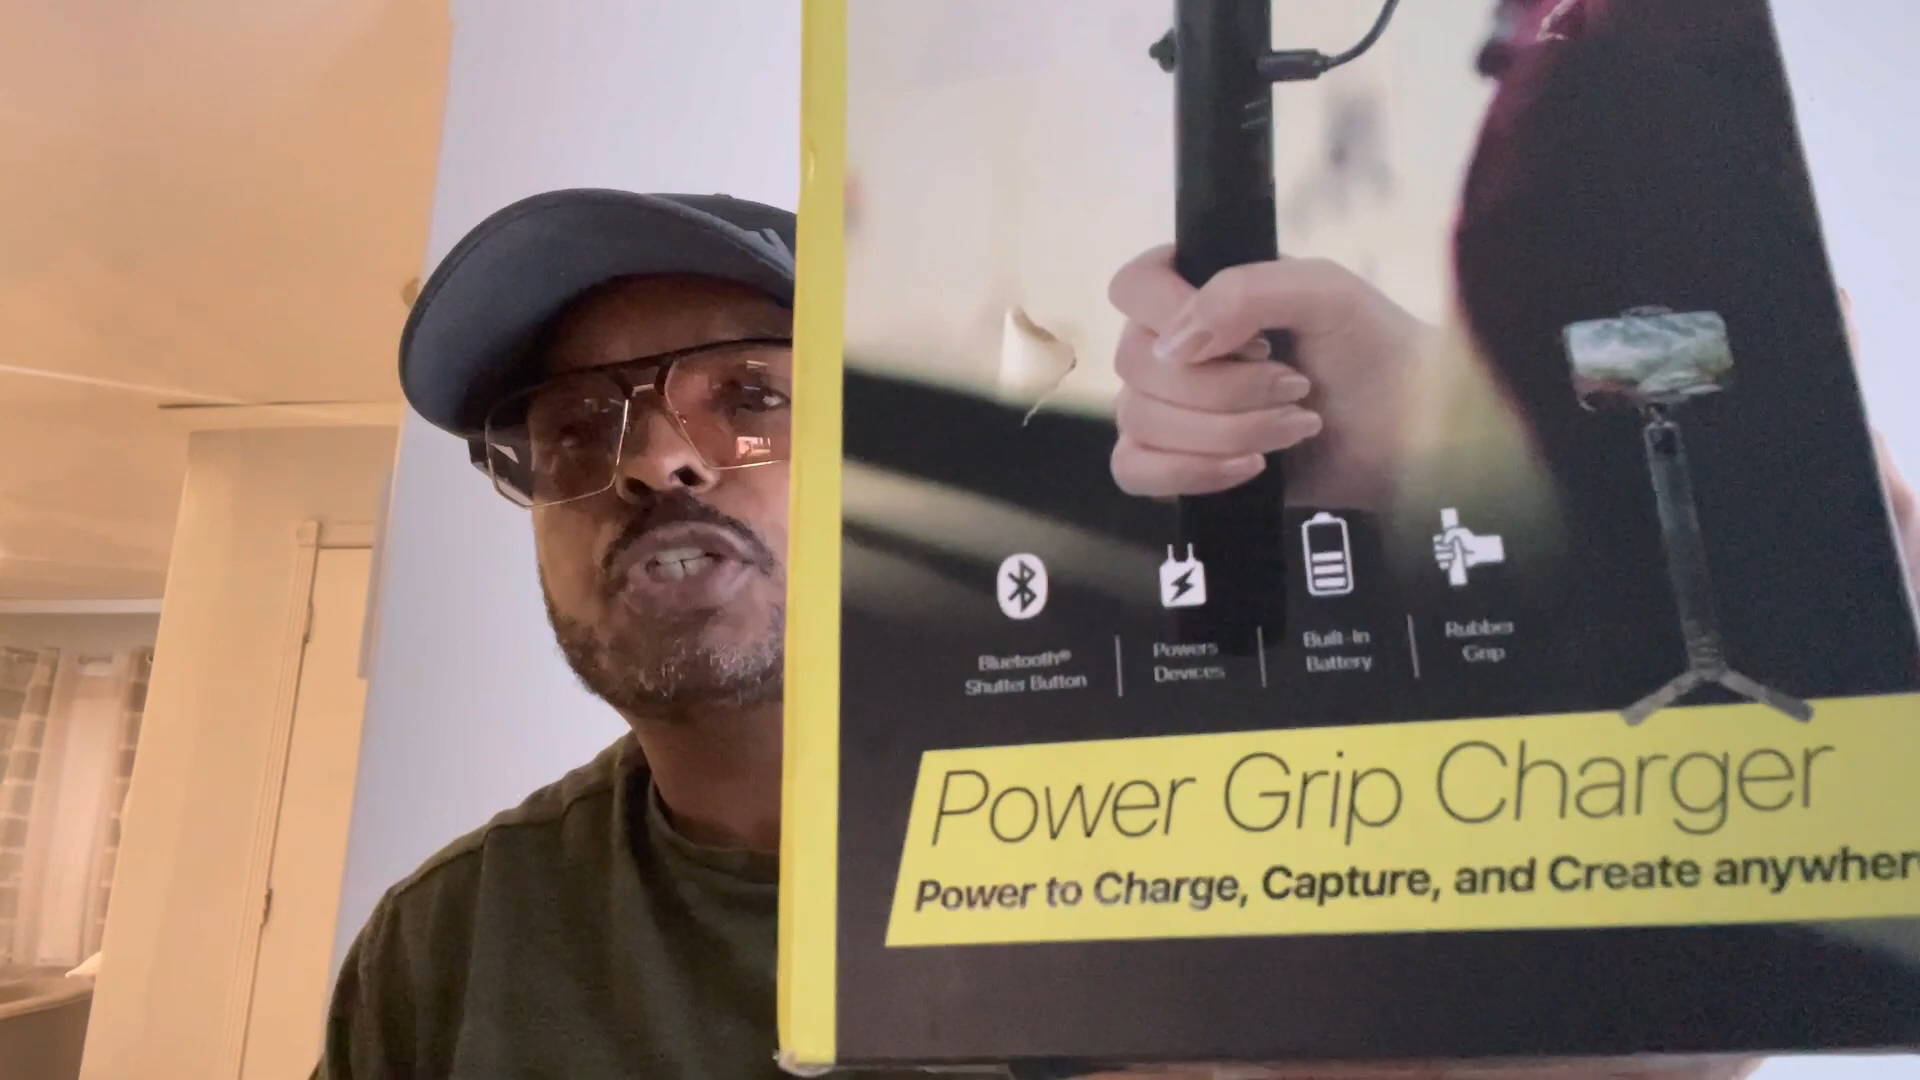 Bluetooth®
Shutter Button
Powers
Devices
Built-In
Battery
Rubber
Grip
Power Grip Charger
Power to Charge, Capture, and Create anywher